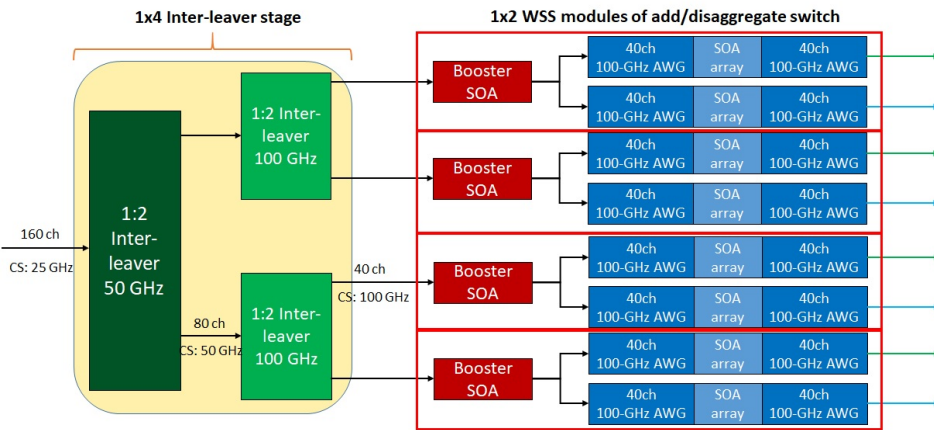 1x4 Inter-leaver stage
1x2 WSS modules of add/disaggregate switch
160 ch
CS: 25 GHz
1:2
Inter-
leaver
50 GHz
80 ch
CS: 50 GHz
1:2 Inter-
leaver
100 GHz
1:2 Inter-
leaver
100 GHz
40 ch
CS: 100 GHz
Booster
SOA
40ch
100-GHz AWG
SOA
array
40ch
100-GHz AWG
40ch
100-GHz AWG
SOA
array
40ch
100-GHz AWG
Booster
SOA
40ch
100-GHz AWG
SOA
array
40ch
100-GHz AWG
40ch
100-GHz AWG
SOA
array
40ch
100-GHz AWG
Booster
SOA
40ch
100-GHz AWG
SOA
array
40ch
100-GHz AWG
40ch
100-GHz AWG
SOA
array
40ch
100-GHz AWG
Booster
SOA
40ch
100-GHz AWG
SOA
array
40ch
100-GHz AWG
40ch
100-GHz AWG
SOA
array
40ch
100-GHz AWG